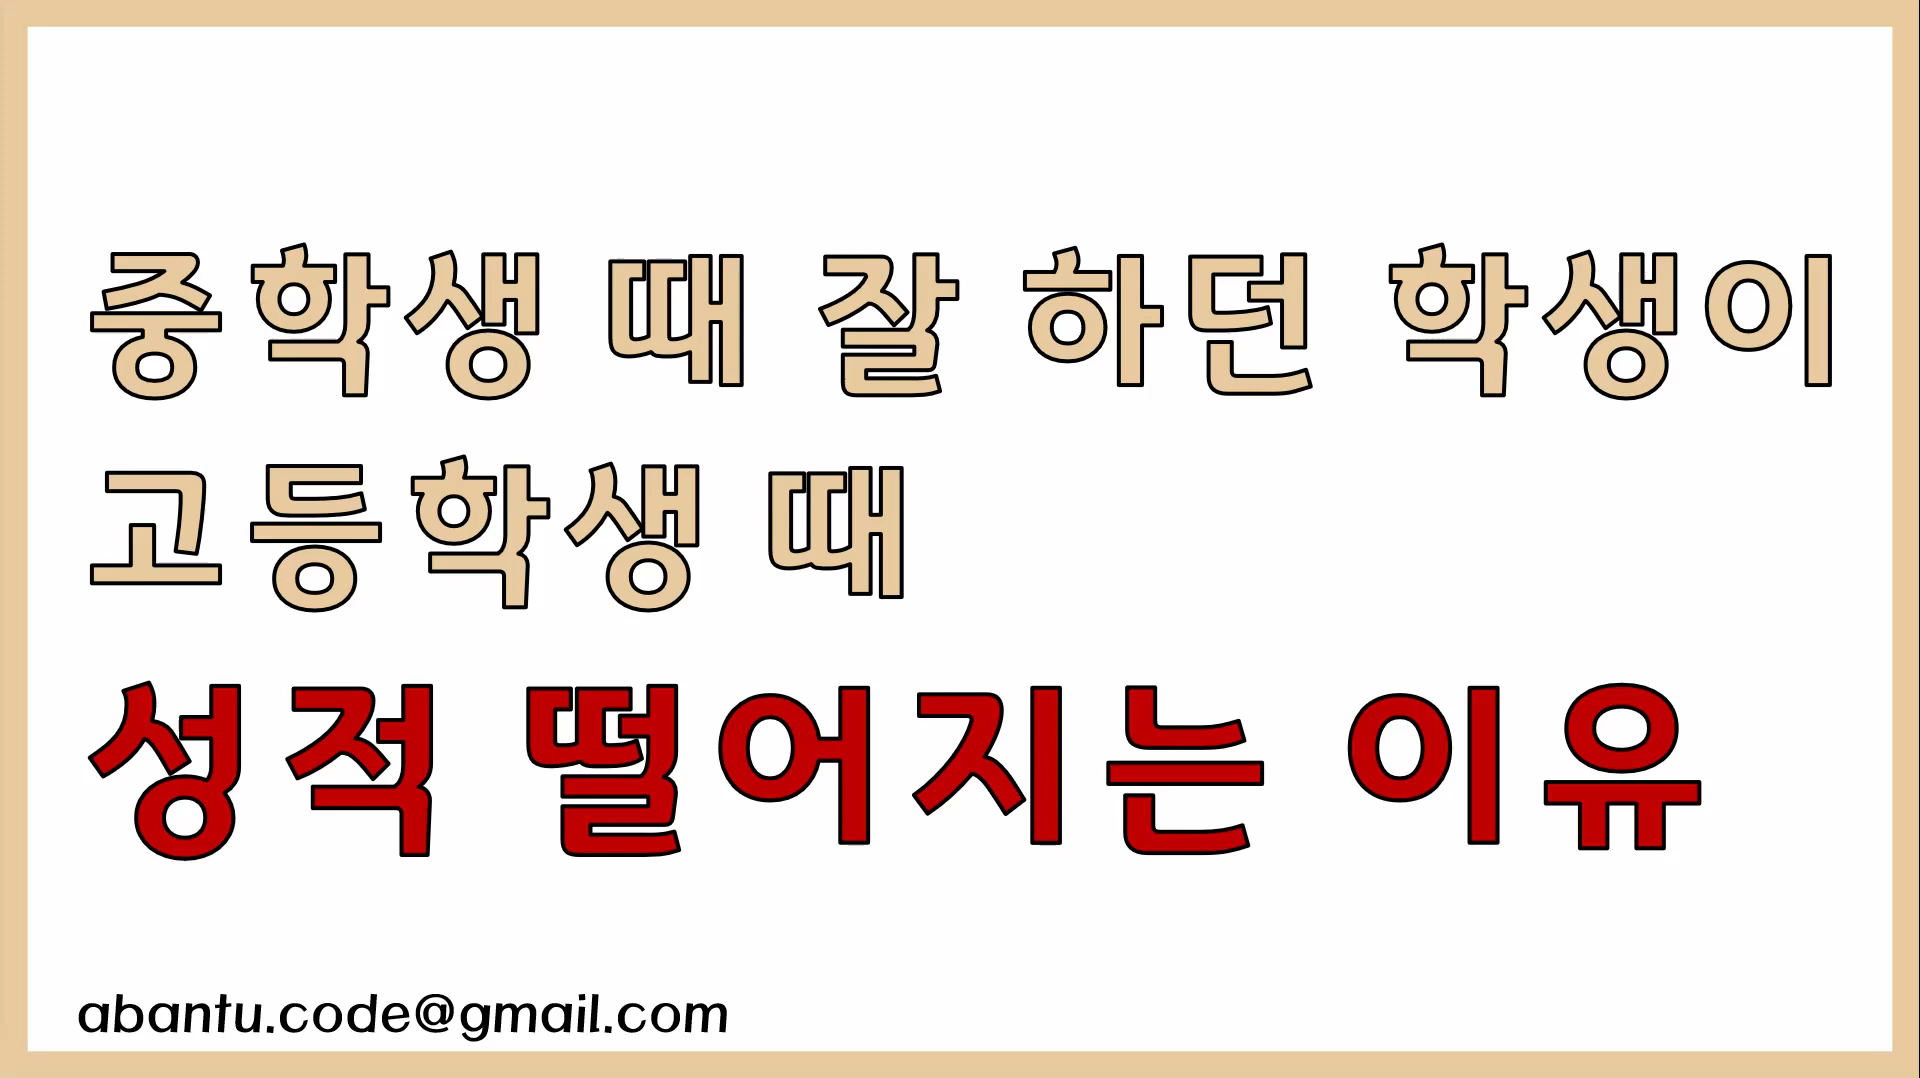 중학생 때 잘 하던 학생이
고등학생 때
성적 떨어지는 이유
abantu.code@gmail.com